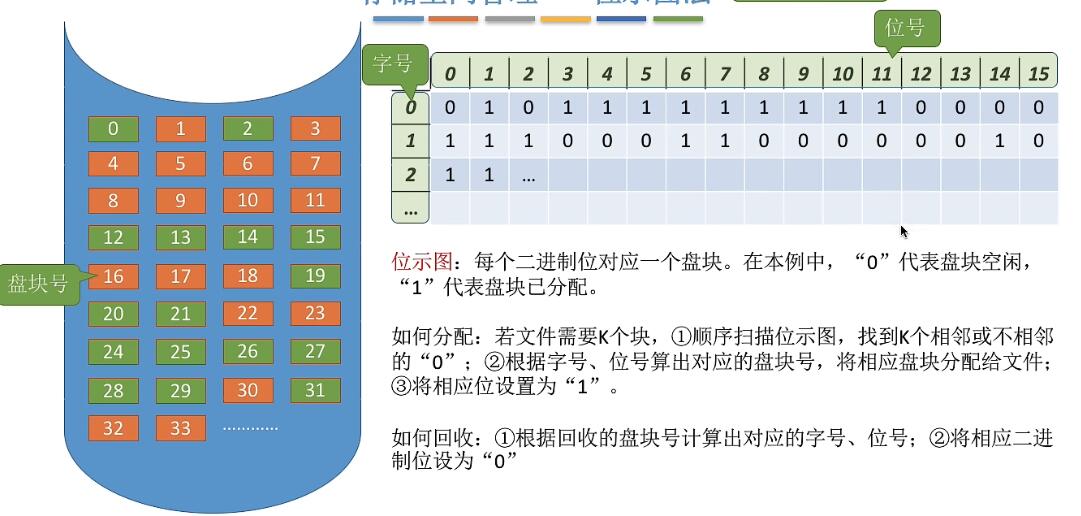 位号
字号
0 1 2 3 4 5 6 7 8 9 10 11 12 13 14 15
0 0 1 0 1 1 1 1 1 1 1 1 1 0 0 0 0
1 1 1 1 0 0 0 1 1 0 0 0 0 0 0 1 0
2 1 1 ...
...
0 1 2 3
4 5 6 7
8 9 10 11
12 13 14 15
盘块号
16 17 18 19
20 21 22 23
24 25 26 27
28 29 30 31
32 33 …………
位示图:每个二进制位对应一个盘块。在本例中,“0”代表盘块空闲,
“1”代表盘块已分配。
如何分配:若文件需要K个块,①顺序扫描位示图,找到K个相邻或不相邻
的“0”;②根据字号、位号算出对应的盘块号,将相应盘块分配给文件;
③将相应位设置为“1”。
如何回收:①根据回收的盘块号计算出对应的字号、位号;②将相应二进
制位设为“0”